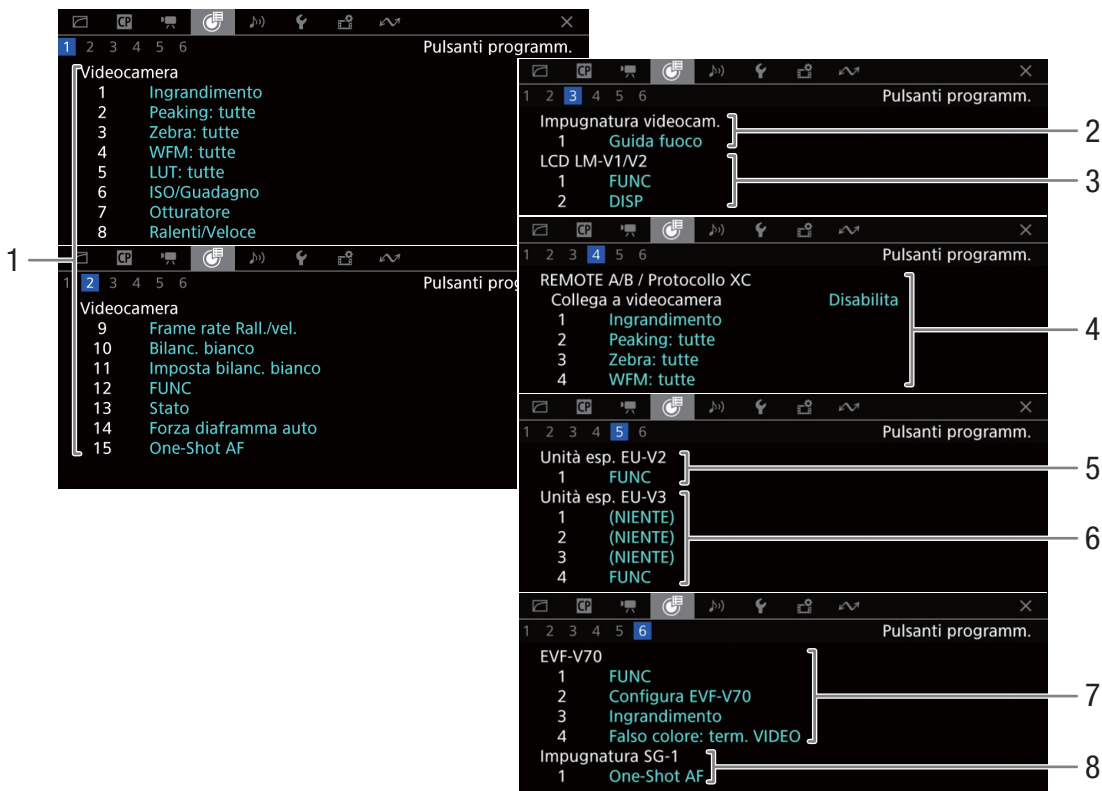 CP
1 2 3 4 5 6
Pulsanti programm.
Videocamera
1 Ingrandimento
2 Peaking: tutte
3 Zebra: tutte
4 WFM: tutte
5 LUT: tutte
6 ISO/Guadagno
7 Otturatore
8 Ralenti/Veloce
1
CP
1 2 3 4 5 6
Pulsanti prog
Videocamera
9 Frame rate Rall./vel.
10 Bilanc. bianco
11 Imposta bilanc. bianco
12 FUNC
13 Stato
14 Forza diaframma auto
15 One-Shot AF
CP
1 2 3 4 5 6
Pulsanti programm.
Impugnatura videocam.
1 Guida fuoco
2
LCD LM-V1/V2
1 FUNC
2 DISP
3
CP
1 2 3 4 5 6
Pulsanti programm.
REMOTE A/B / Protocollo XC
Collega a videocamera Disabilita
1 Ingrandimento
2 Peaking: tutte
3 Zebra: tutte
4 WFM: tutte
4
CP
1 2 3 4 5 6
Pulsanti programm.
Unità esp. EU-V2
1 FUNC
5
Unità esp. EU-V3
1 (NIENTE)
2 (NIENTE)
3 (NIENTE)
4 FUNC
6
CP
1 2 3 4 5 6
Pulsanti programm.
EVF-V70
1 FUNC
2 Configura EVF-V70
3 Ingrandimento
4 Falso colore: term. VIDEO
7
Impugnatura SG-1
1 One-Shot AF
8